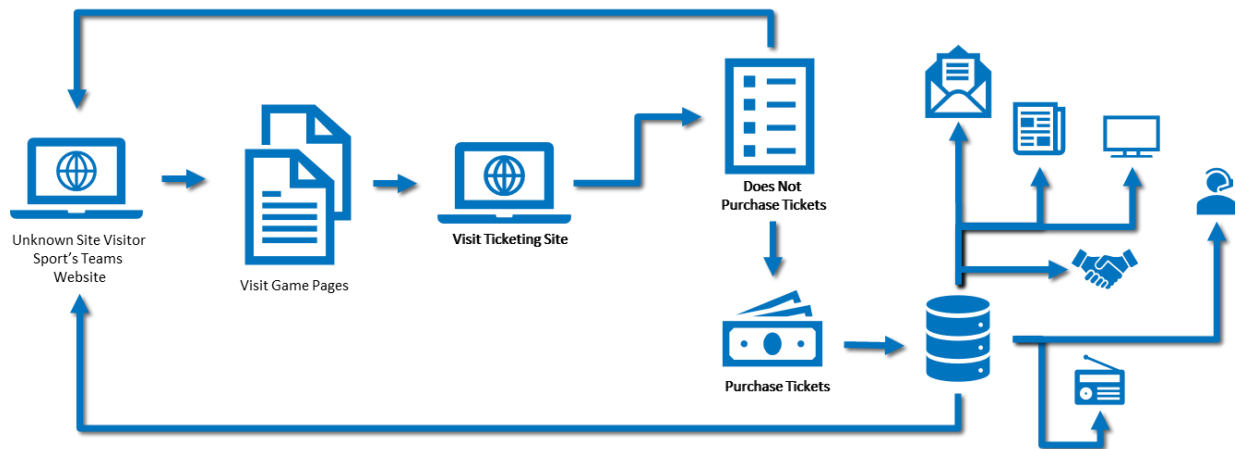 Unknown Site Visitor
Sport's Teams
Website
Visit Game Pages
Visit Ticketing Site
Does Not
Purchase Tickets
Purchase Tickets